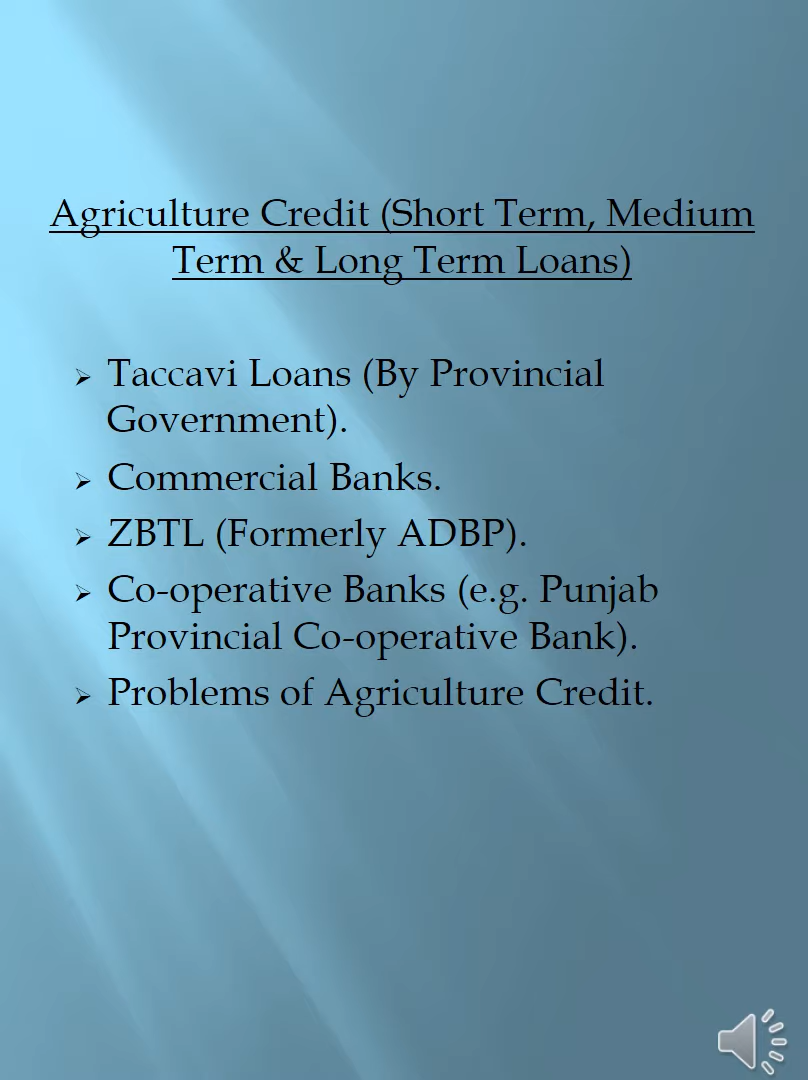 Agriculture Credit (Short Term, Medium
Term & Long Term Loans)
➢ Taccavi Loans (By Provincial
Government).
➢ Commercial Banks.
➢ ZBTL (Formerly ADBP).
➢ Co-operative Banks (e.g. Punjab
Provincial Co-operative Bank).
➢ Problems of Agriculture Credit.